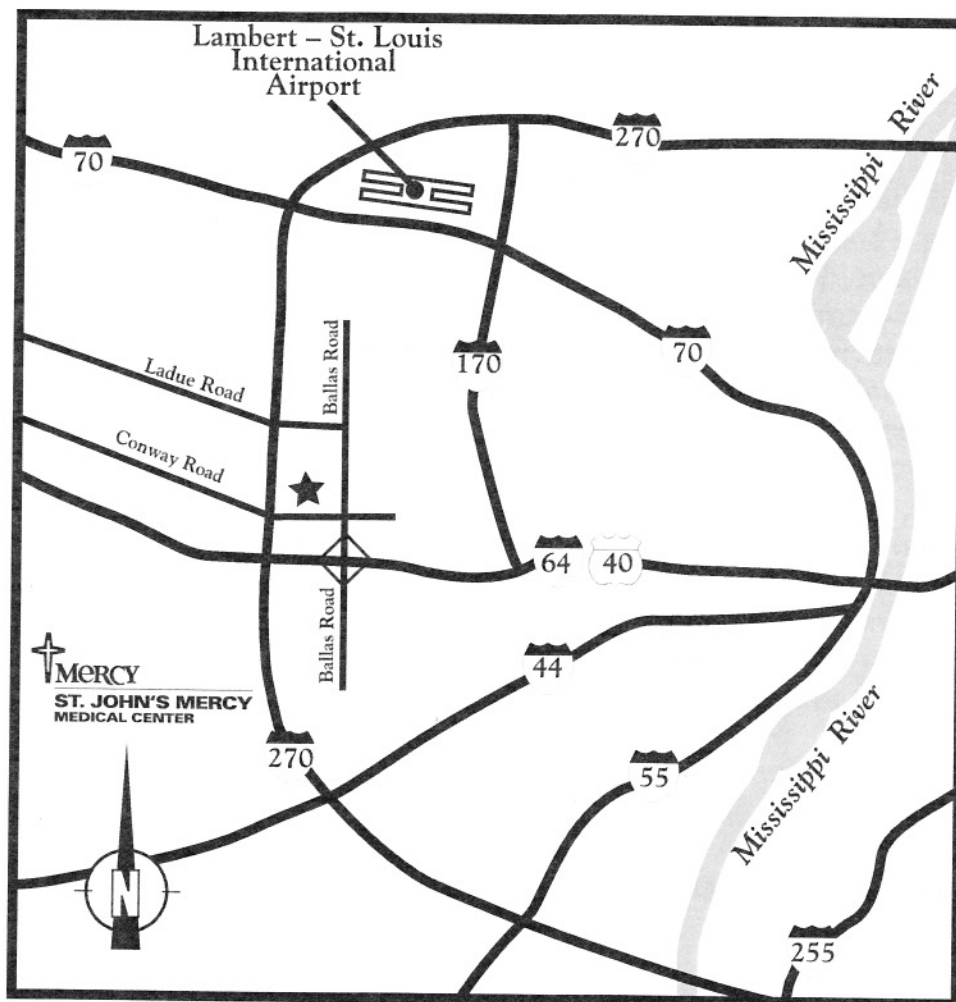 Lambert – St. Louis
International
Airport
70
270
Mississippi River
Ladue Road
Ballas Road
170
70
Conway Road
64
40
Ballas Road
44
MERCY
ST. JOHN'S MERCY
MEDICAL CENTER
270
55
Mississippi River
N
255